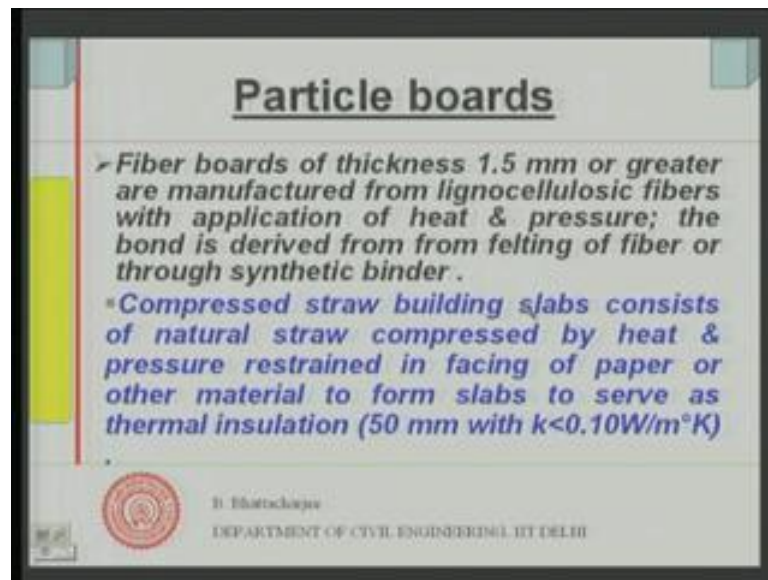 Particle boards
➢Fiber boards of thickness 1.5 mm or greater
are manufactured from lignocellulosic fibers
with application of heat & pressure; the
bond is derived from from felting of fiber or
through synthetic binder .
▪Compressed straw building slabs consists
of natural straw compressed by heat &
pressure restrained in facing of paper or
other material to form slabs to serve as
thermal insulation (50 mm with k<0.10W/m°K)
.
B. Bhattacharjee
DEPARTMENT OF CIVIL ENGINEERING, IIT DELHI